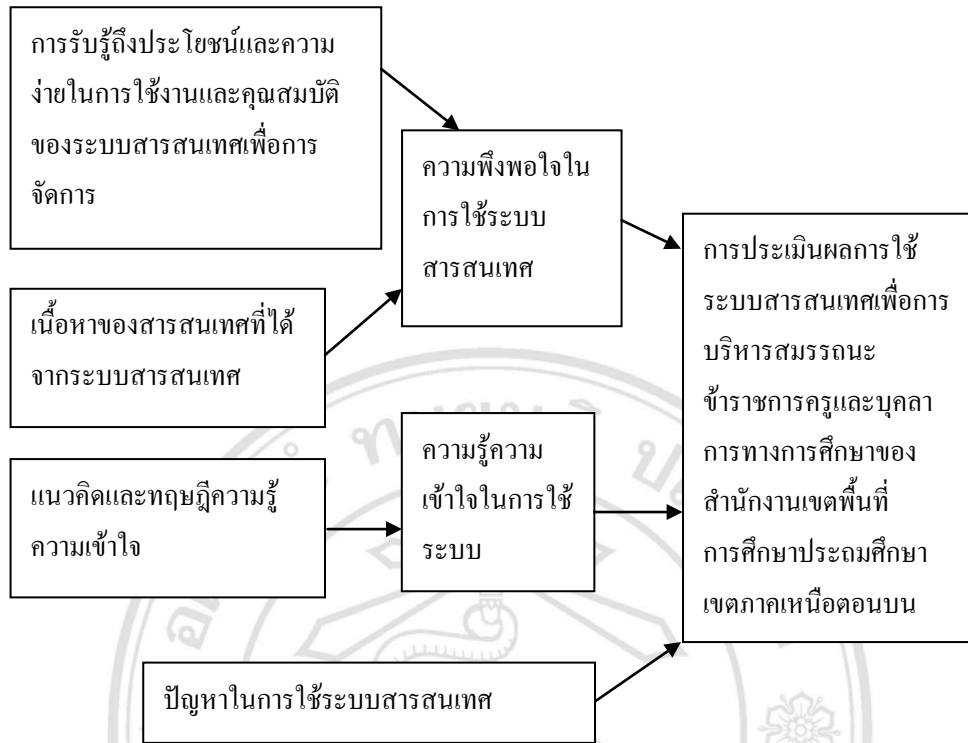 การรับรู้ถึงประโยชน์และความ
ง่ายในการใช้งานและคุณสมบัติ
ของระบบสารสนเทศเพื่อการ
จัดการ
ความพึงพอใจใน
การใช้ระบบ
สารสนเทศ
เนื้อหาของสารสนเทศที่ได้
จากระบบสารสนเทศ
แนวคิดและทฤษฎีความรู้
ความเข้าใจ
ความรู้ความ
เข้าใจในการใช้
ระบบ
ปัญหาในการใช้ระบบสารสนเทศ
การประเมินผลการใช้
ระบบสารสนเทศเพื่อการ
บริหารสมรรถนะ
ข้าราชการครูและบุคลา
การทางการศึกษาของ
สำนักงานเขตพื้นที่
การศึกษาประถมศึกษา
เขตภาคเหนือตอนบน